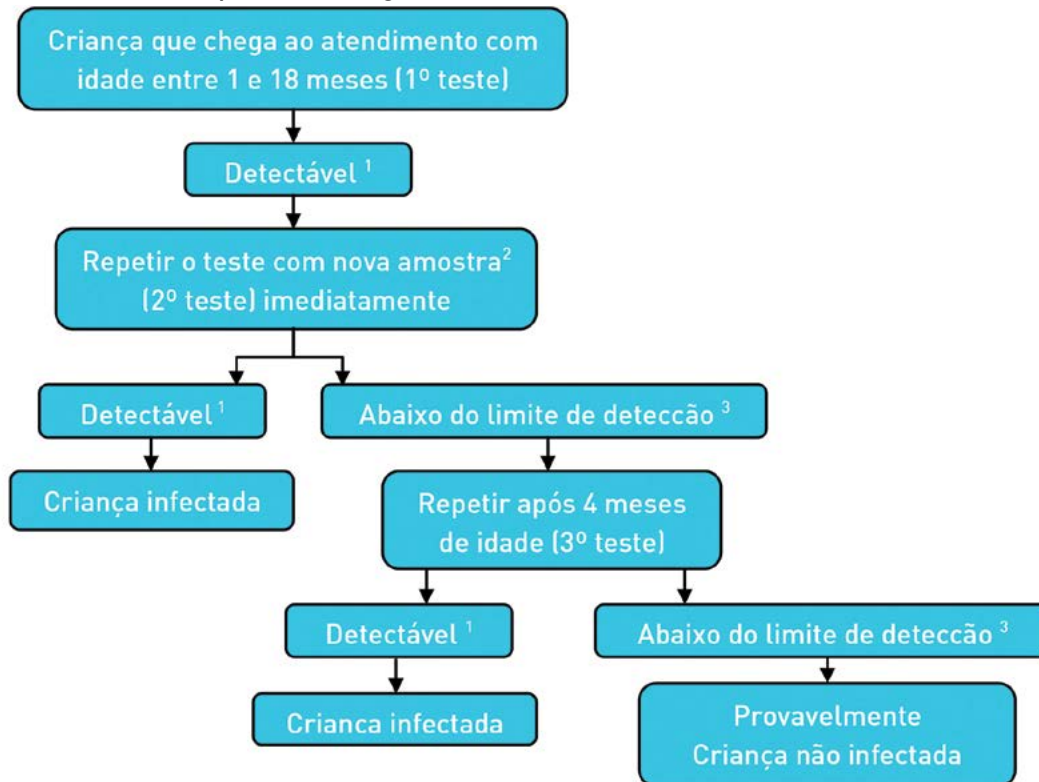 Criança que chega ao atendimento com
idade entre 1 e 18 meses (1º teste)
Detectável ¹
Repetir o teste com nova amostra²
(2º teste) imediatamente
Detectável ¹
Abaixo do limite de deteccão ³
Criança infectada
Repetir após 4 meses
de idade (3º teste)
Detectável ¹
Abaixo do limite de deteccão ³
Crianca infectada
Provavelmente
Criança não infectada